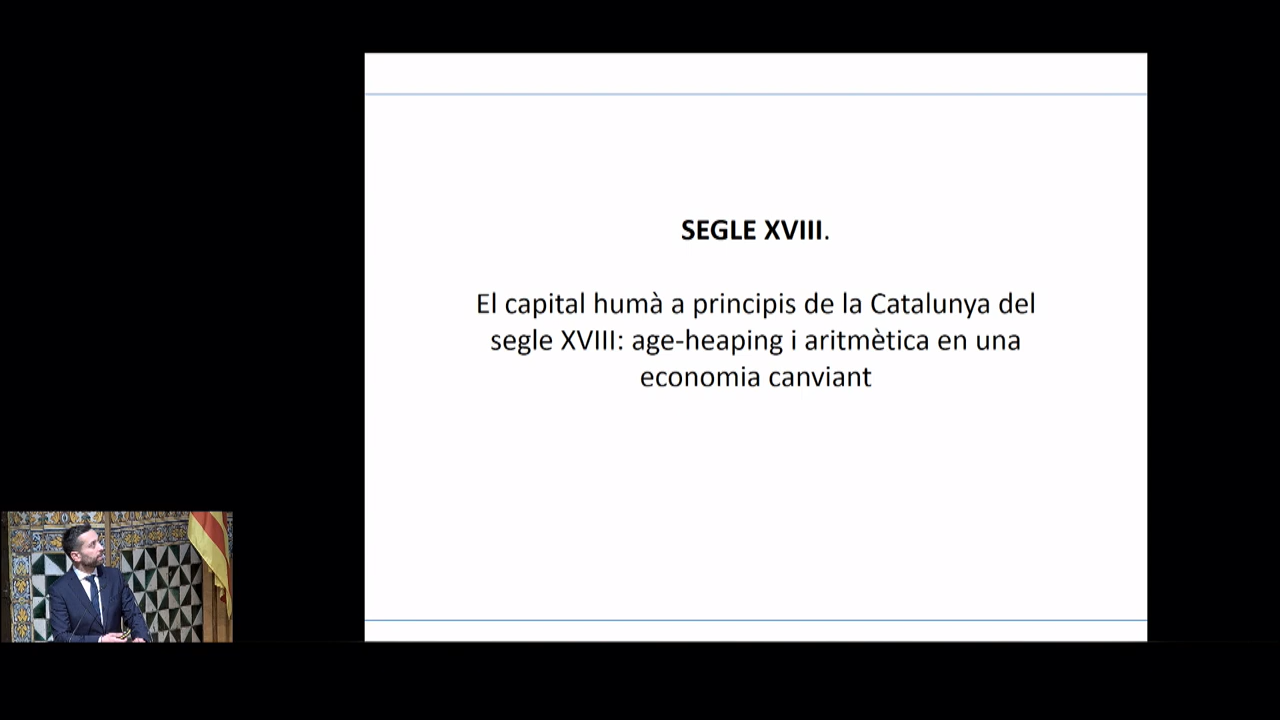 SEGLE XVIII.
El capital humà a principis de la Catalunya del
segle XVIII: age-heaping i aritmètica en una
economia canviant